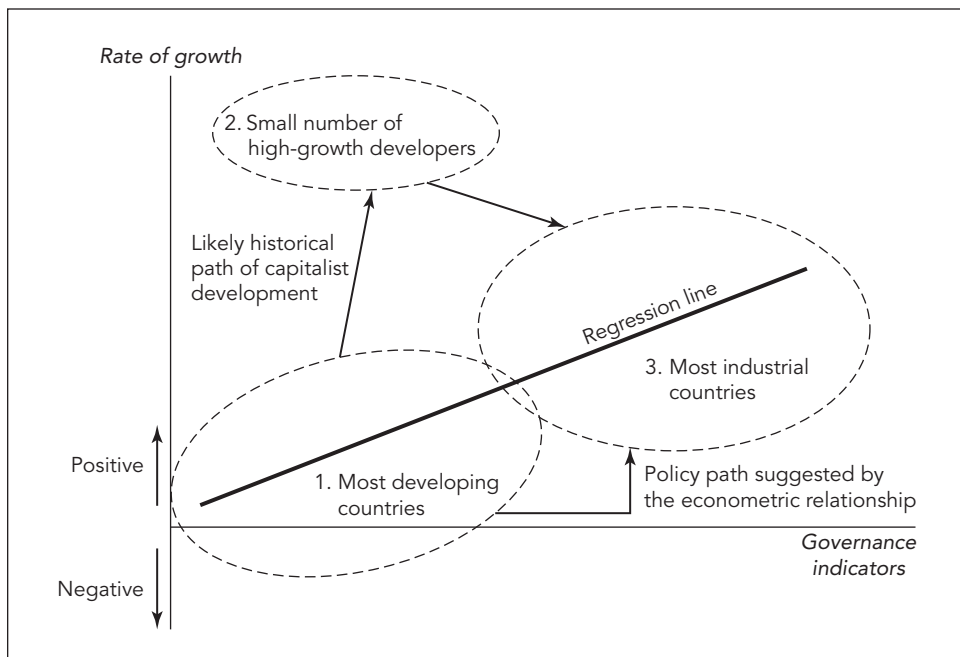 Rate of growth
2. Small number of
high-growth developers
Likely historical
path of capitalist
development
Regression line
3. Most industrial
countries
Positive
1. Most developing
countries
Policy path suggested by
the econometric relationship
Governance
indicators
Negative